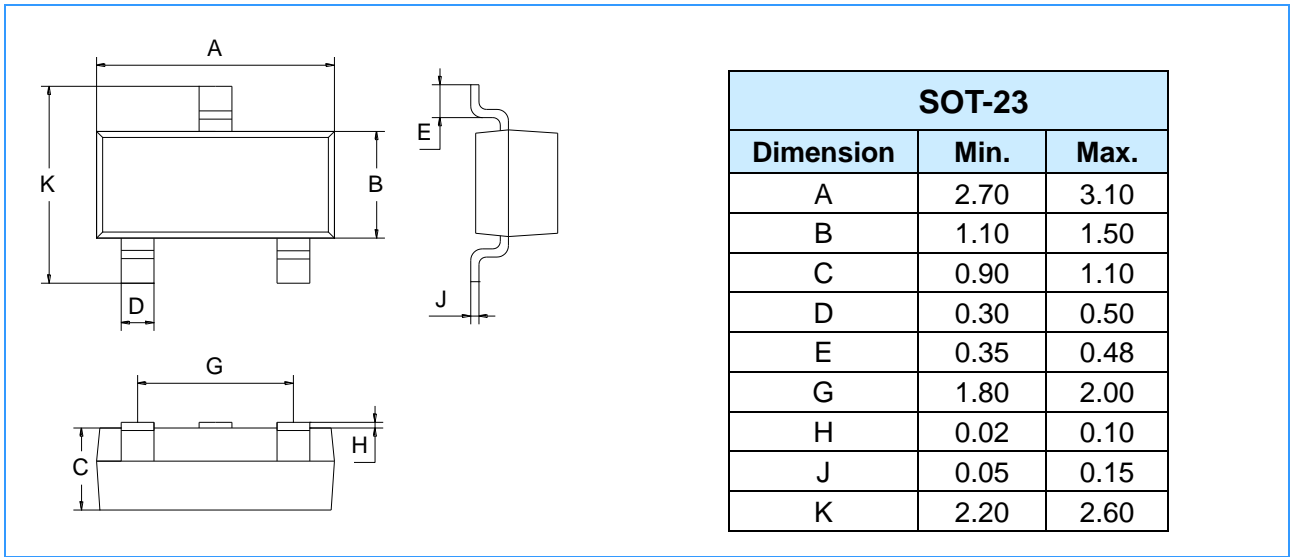 A
K
B
D
E
J
G
H
C
SOT-23
Dimension Min. Max.
A 2.70 3.10
B 1.10 1.50
C 0.90 1.10
D 0.30 0.50
E 0.35 0.48
G 1.80 2.00
H 0.02 0.10
J 0.05 0.15
K 2.20 2.60